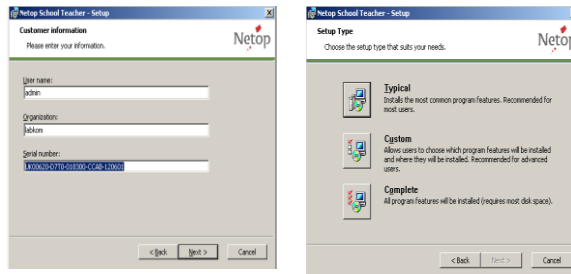 Netop School Teacher - Setup
Customer information
Please enter your information.
Netop
User name:
admin
Organization:
labkom
Serial number:
< Back
Next >
Cancel
Netop School Teacher - Setup
Setup Type
Choose the setup type that suits your needs.
Netop
Typical
Installs the most common program features. Recommended for
most users.
Custom
Allows users to choose which program features will be installed
and where they will be installed. Recommended for advanced
users.
Complete
All program features will be installed (requires most disk space).
< Back
Next >
Cancel